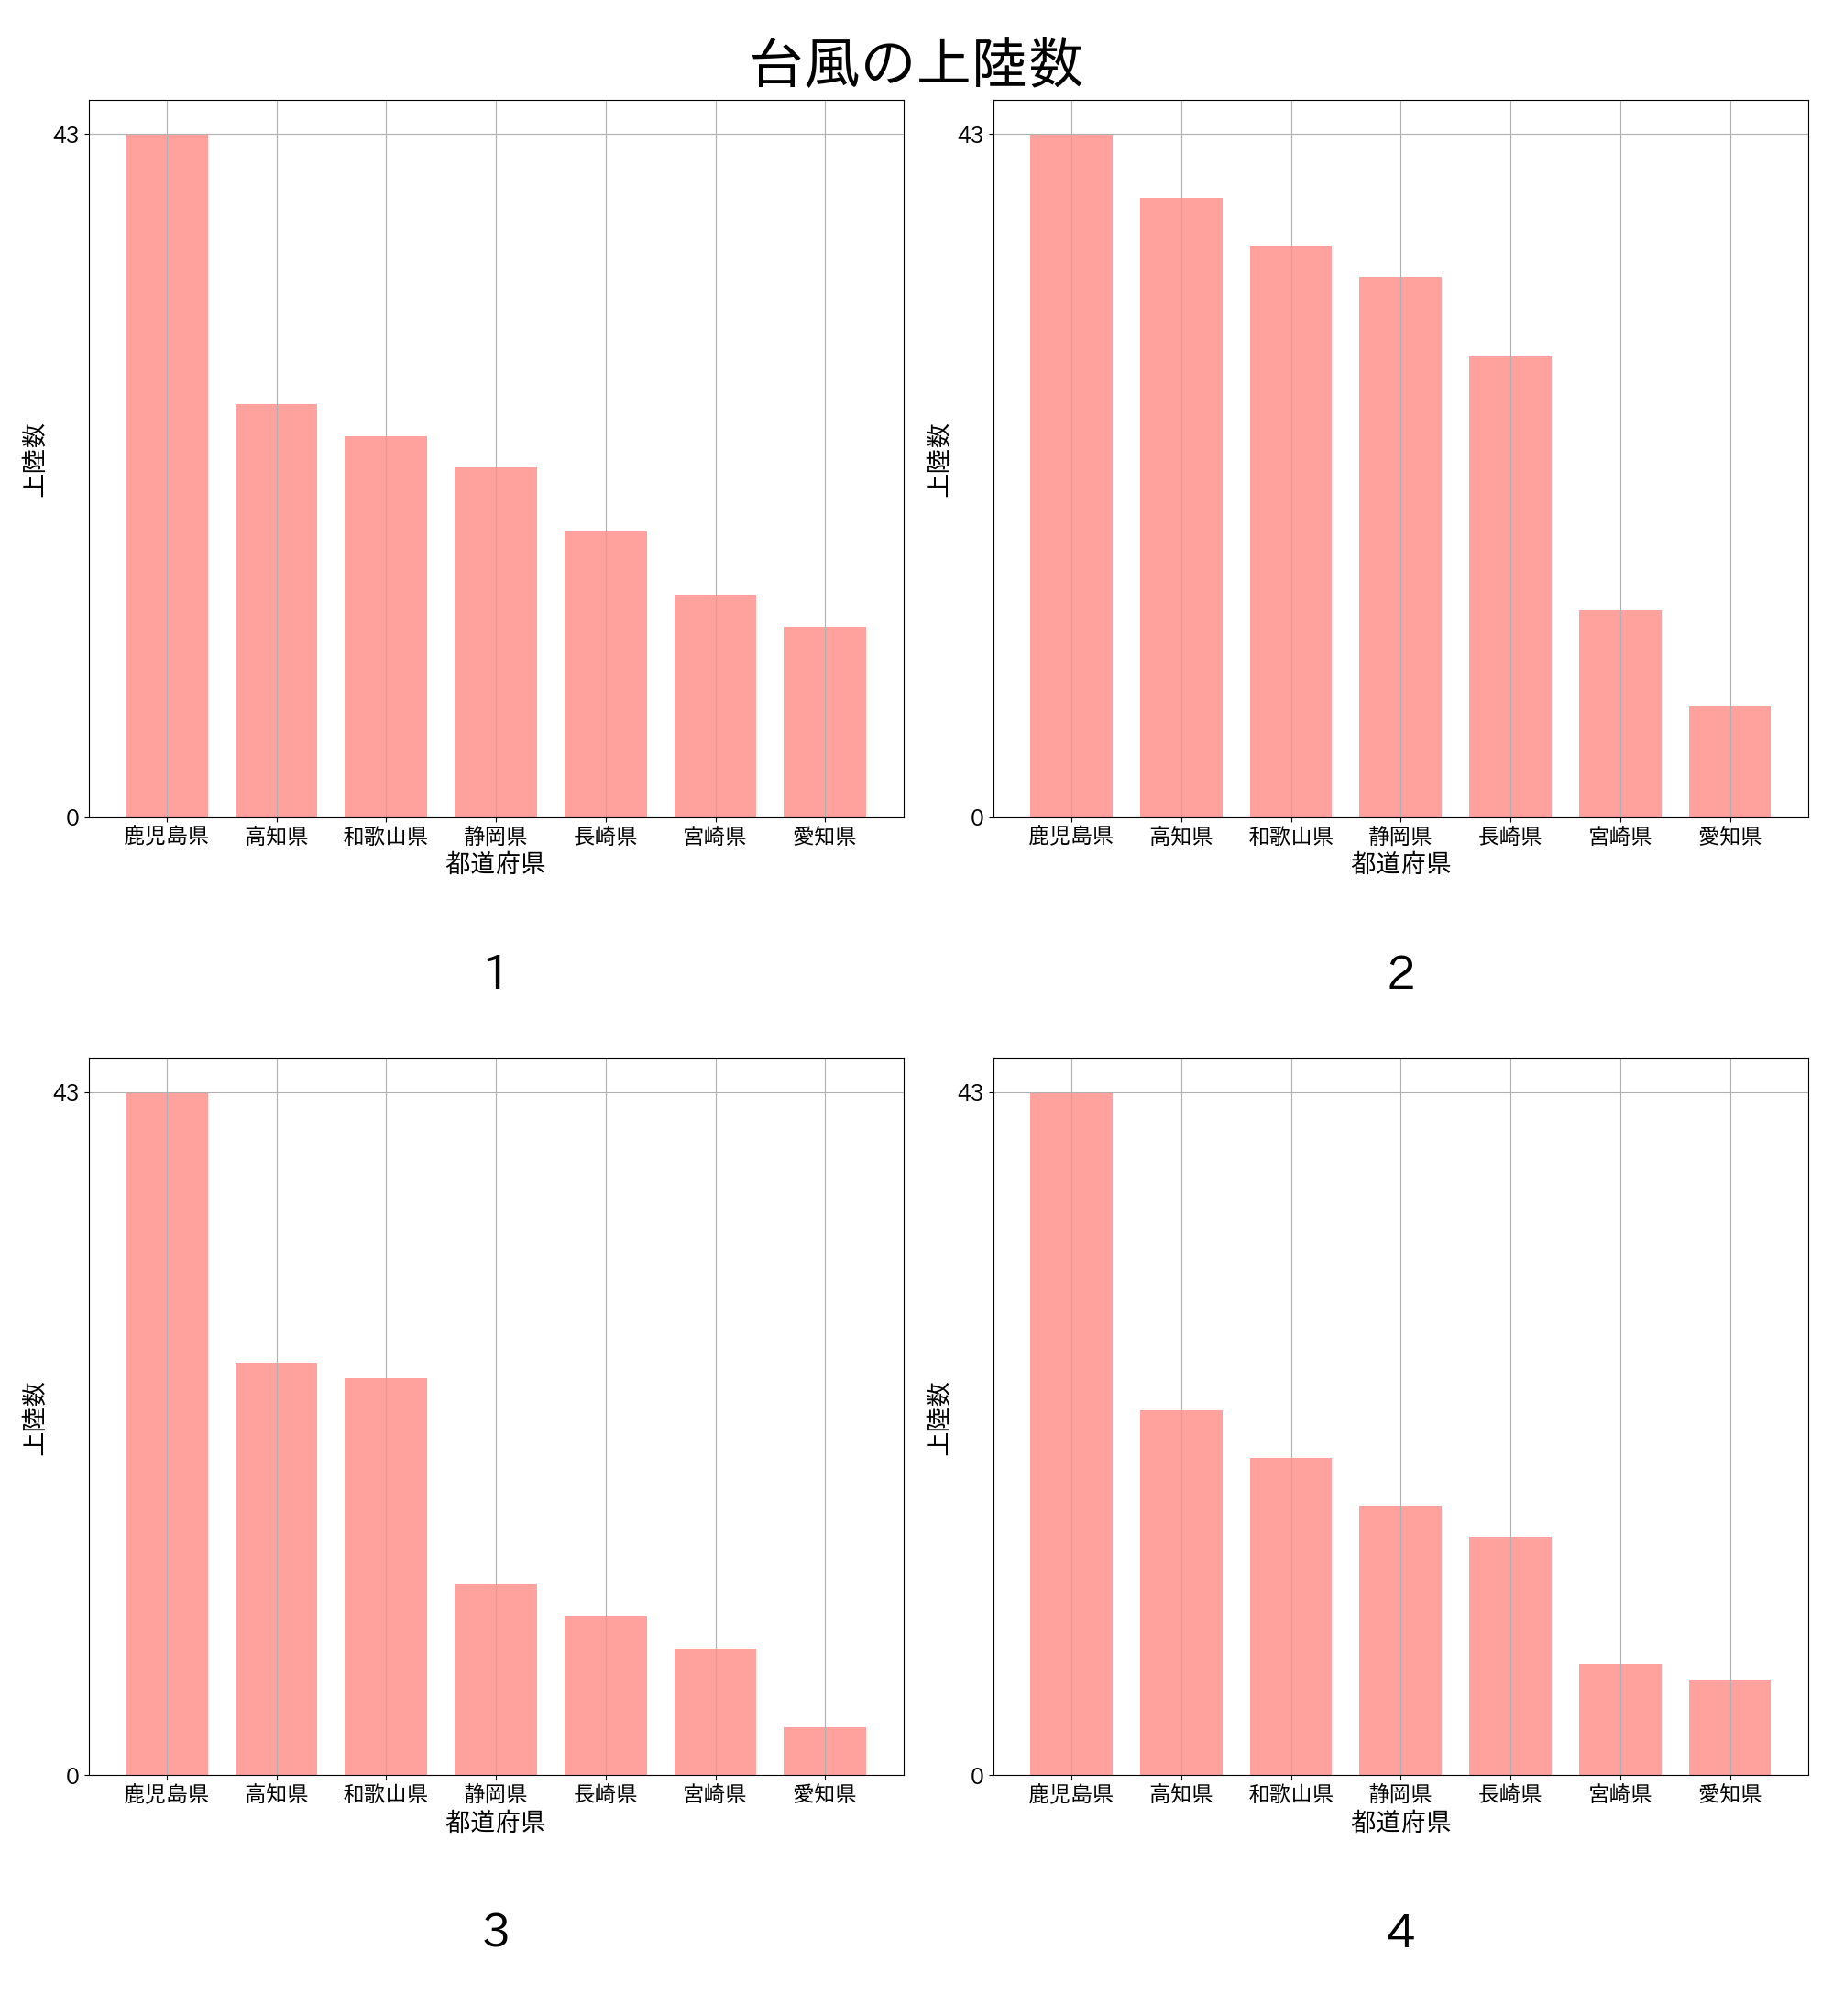 台風の上陸数
43
0
上陸数
鹿児島県 高知県 和歌山県 静岡県 長崎県 宮崎県 愛知県
都道府県
1
43
0
上陸数
鹿児島県 高知県 和歌山県 静岡県 長崎県 宮崎県 愛知県
都道府県
2
43
0
上陸数
鹿児島県 高知県 和歌山県 静岡県 長崎県 宮崎県 愛知県
都道府県
3
43
0
上陸数
鹿児島県 高知県 和歌山県 静岡県 長崎県 宮崎県 愛知県
都道府県
4